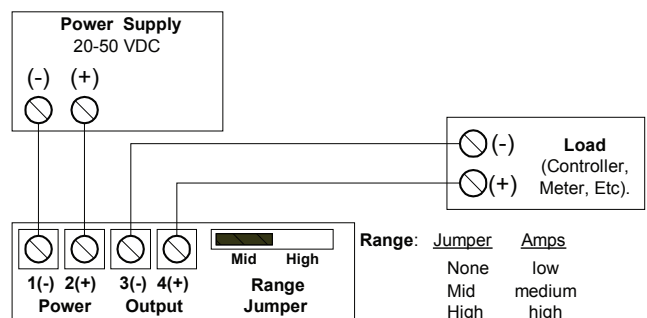 Power Supply
20-50 VDC
(-) (+)
(-)
Load
(Controller,
(+)
Meter, Etc).
Mid High
1(-) 2(+) 3(-) 4(+)
Power Output
Range
Jumper
Range: Jumper Amps
None low
Mid medium
High high